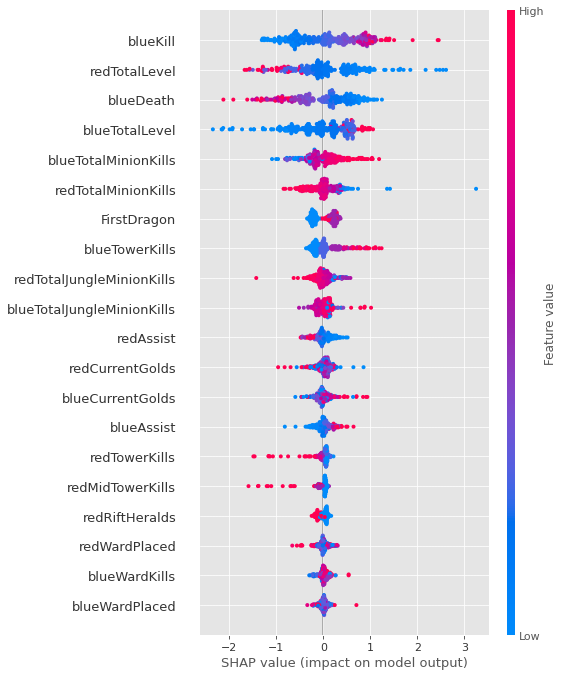 High
blueKill
redTotalLevel
blueDeath
blueTotalLevel
blueTotalMinionKills
redTotalMinionKills
FirstDragon
blueTowerKills
redTotalJungleMinionKills
blueTotalJungleMinionKills
redAssist
redCurrentGolds
blueCurrentGolds
blueAssist
redTowerKills
redMidTowerKills
redRiftHeralds
redWardPlaced
blueWardKills
blueWardPlaced
Feature value
Low
−2 −1 0 1 2 3
SHAP value (impact on model output)